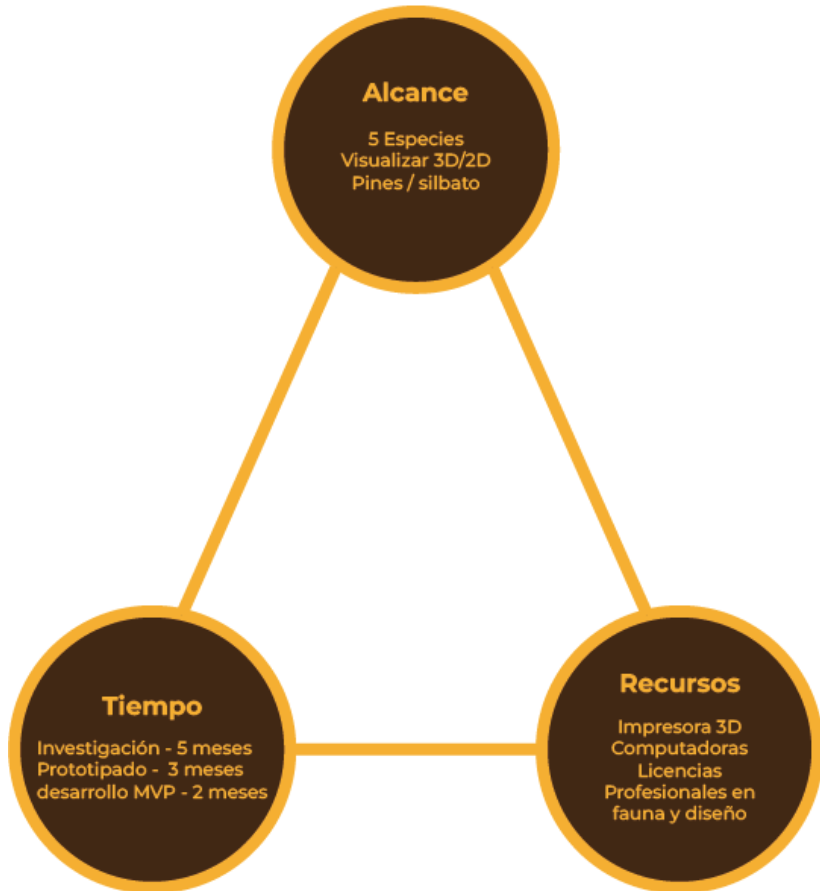 Alcance
5 Especies
Visualizar 3D/2D
Pines / silbato
Tiempo
Investigación - 5 meses
Prototipado - 3 meses
desarrollo MVP - 2 meses
Recursos
Impresora 3D
Computadoras
Licencias
Profesionales en
fauna y diseño